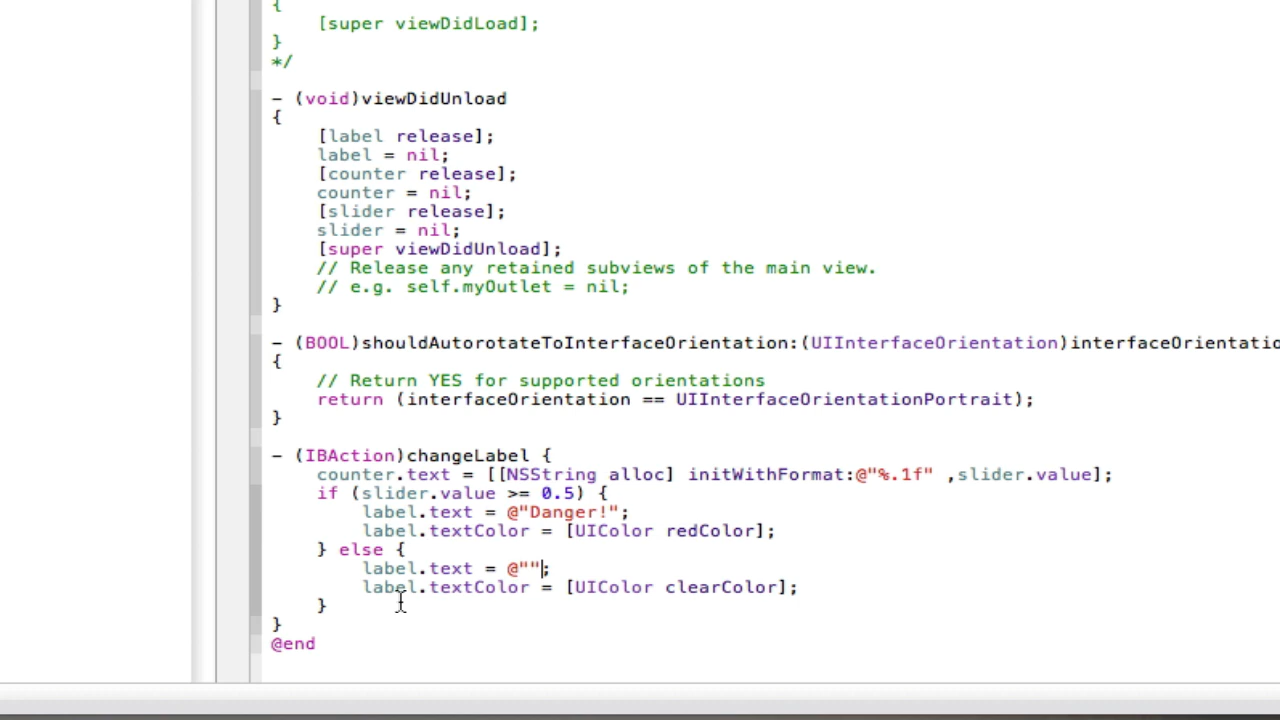 {
[super viewDidLoad];
}
*/
- (void)viewDidUnload
{
[label release];
label = nil;
[counter release];
counter = nil;
[slider release];
slider = nil;
[super viewDidUnload];
// Release any retained subviews of the main view.
// e.g. self.myOutlet = nil;
}
- (BOOL)shouldAutorotateToInterfaceOrientation:(UIInterfaceOrientation)interfaceOrientatio
{
// Return YES for supported orientations
return (interfaceOrientation == UIInterfaceOrientationPortrait);
}
- (IBAction)changeLabel {
counter.text = [[NSString alloc] initWithFormat:@"%.1f" ,slider.value];
if (slider.value >= 0.5) {
label.text = @"Danger!";
label.textColor = [UIColor redColor];
} else {
label.text = @"";
label.textColor = [UIColor clearColor];
}
}
@end